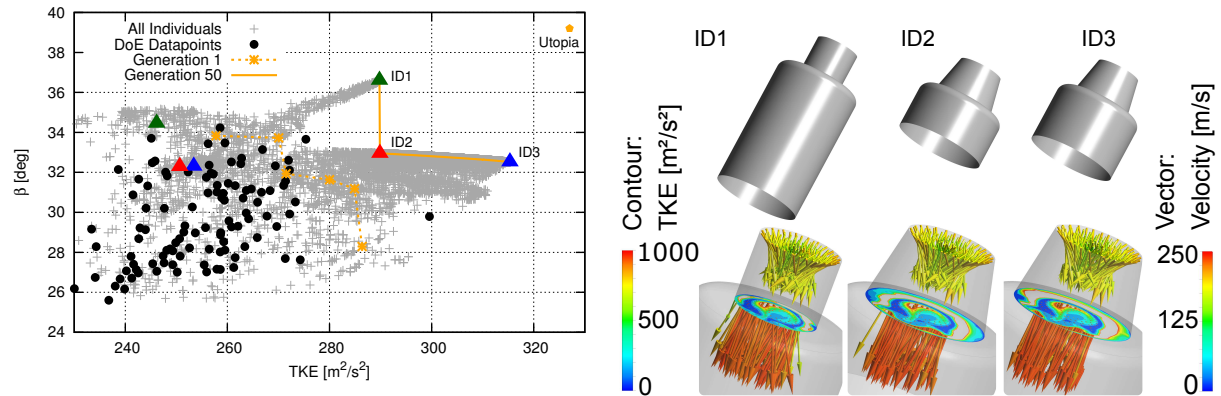 40
38
36
34
32
30
28
26
24
β [deg]
240
260
280
300
320
TKE [m²/s²]
All Individuals
DoE Datapoints
Generation 1
Generation 50
Utopia
ID1
ID2
ID3
ID1
ID2
ID3
Contour:
TKE [m²/s²]
1000
500
0
Vector:
Velocity [m/s]
250
125
0